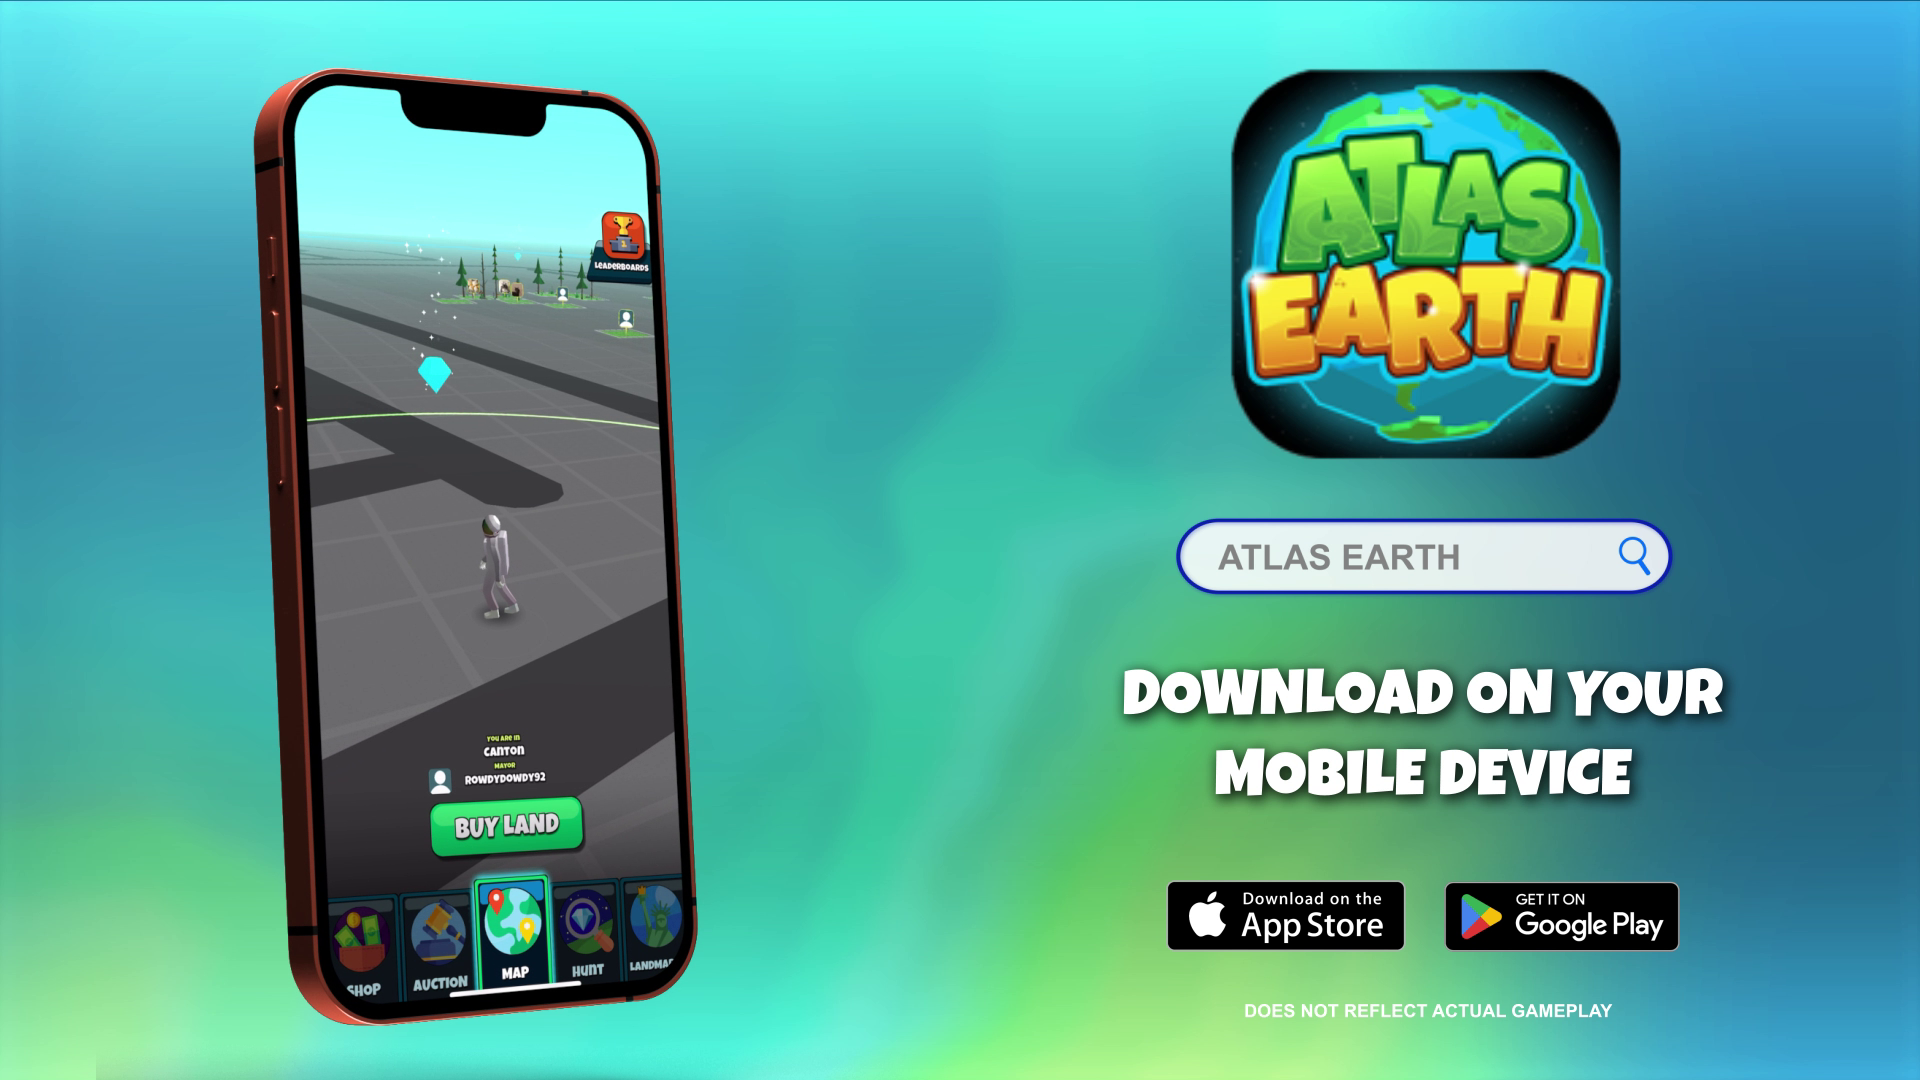 LEADERBOARDS
YOU ARE IN
CANTON
MAYOR
ROWDYDOWDY92
BUY LAND
SHOP
AUCTION
MAP
HUNT
LANDMA
ATLAS
EARTH
ATLAS EARTH
DOWNLOAD ON YOUR
MOBILE DEVICE
Download on the
App Store
GET IT ON
Google Play
DOES NOT REFLECT ACTUAL GAMEPLAY